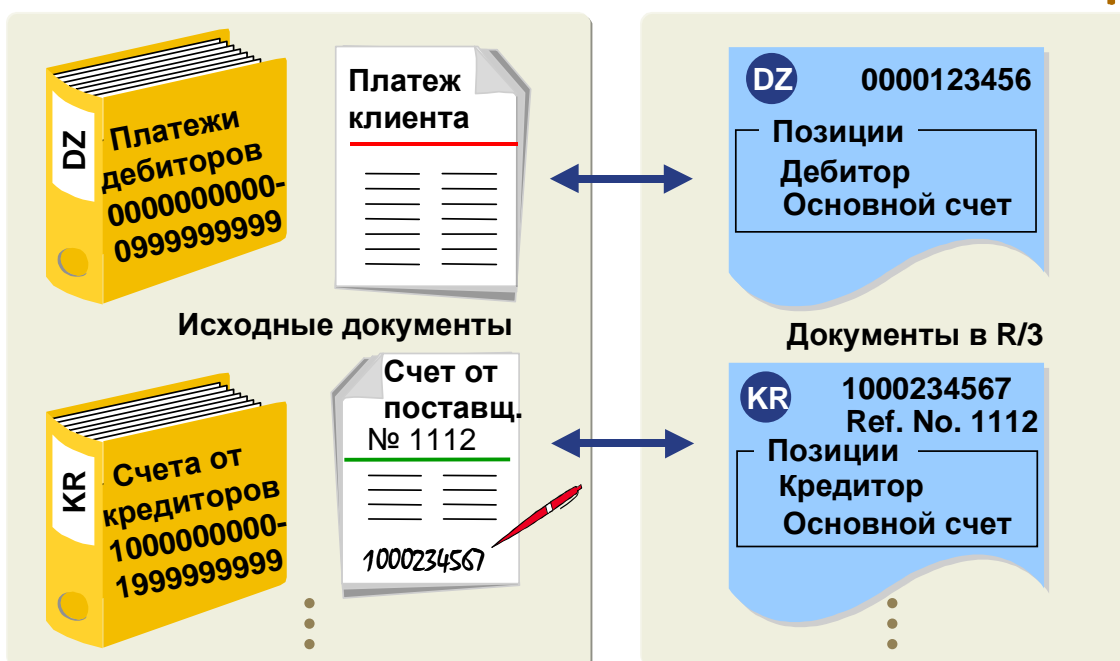 DZ
Платежи
дебиторов
0000000000-
0999999999
Платеж
клиента
DZ
0000123456
Позиции
Дебитор
Основной счет
Исходные документы
Документы в R/3
KR
Счета от
кредиторов
1000000000-
1999999999
Счет от
поставщ.
№ 1112
1000234567
KR
1000234567
Ref. No. 1112
Позиции
Кредитор
Основной счет